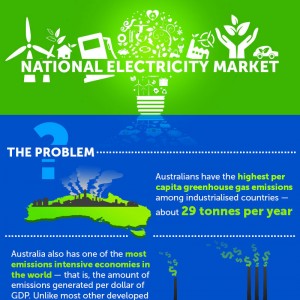 NATIONAL ELECTRICITY MARKET
?
THE PROBLEM
Australians have the highest per
capita greenhouse gas emissions
among industrialised countries —
about 29 tonnes per year
Australia also has one of the most
emissions intensive economies in
the world — that is, the amount of
emissions generated per dollar of
GDP. Unlike most other developed
$ $ $ $